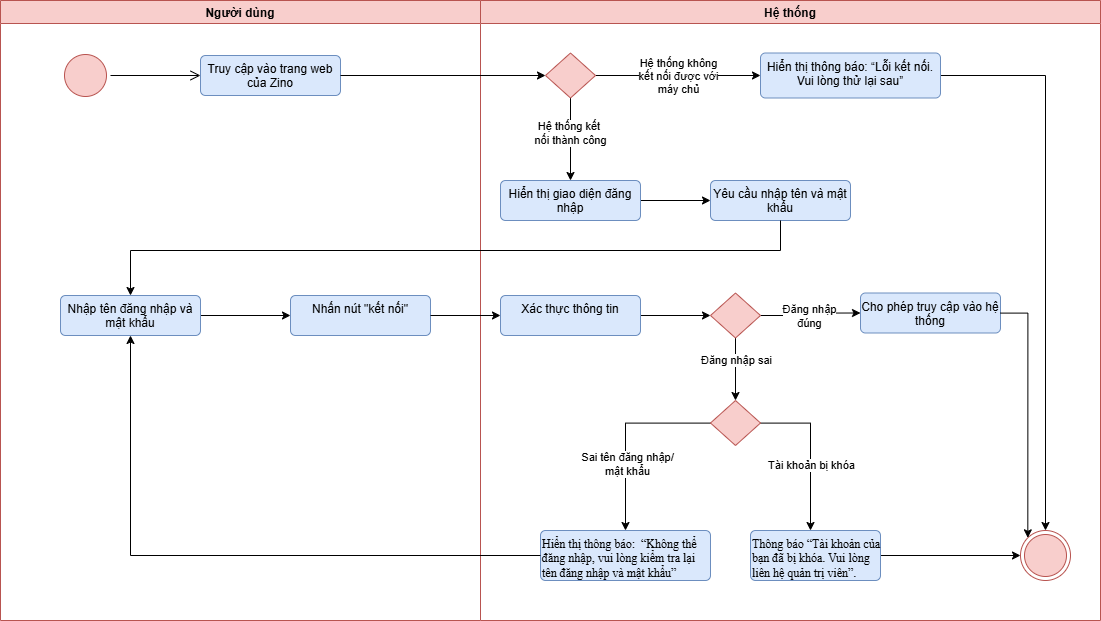 Người dùng
Hệ thống
Truy cập vào trang web
của Zino
Hệ thống không
kết nối được với
máy chủ
Hiển thị thông báo: “Lỗi kết nối.
Vui lòng thử lại sau”
Hệ thống kết
nối thành công
Hiển thị giao diện đăng
nhập
Yêu cầu nhập tên và mật
khẩu
Nhập tên đăng nhập và
mật khẩu
Nhấn nút "kết nối"
Xác thực thông tin
Đăng nhập
đúng
Cho phép truy cập vào hệ
thống
Đăng nhập sai
Sai tên đăng nhập/
mật khẩu
Tài khoản bị khóa
Hiển thị thông báo: “Không thể
đăng nhập, vui lòng kiểm tra lại
tên đăng nhập và mật khẩu”
Thông báo “Tài khoản của
bạn đã bị khóa. Vui lòng
liên hệ quản trị viên”.